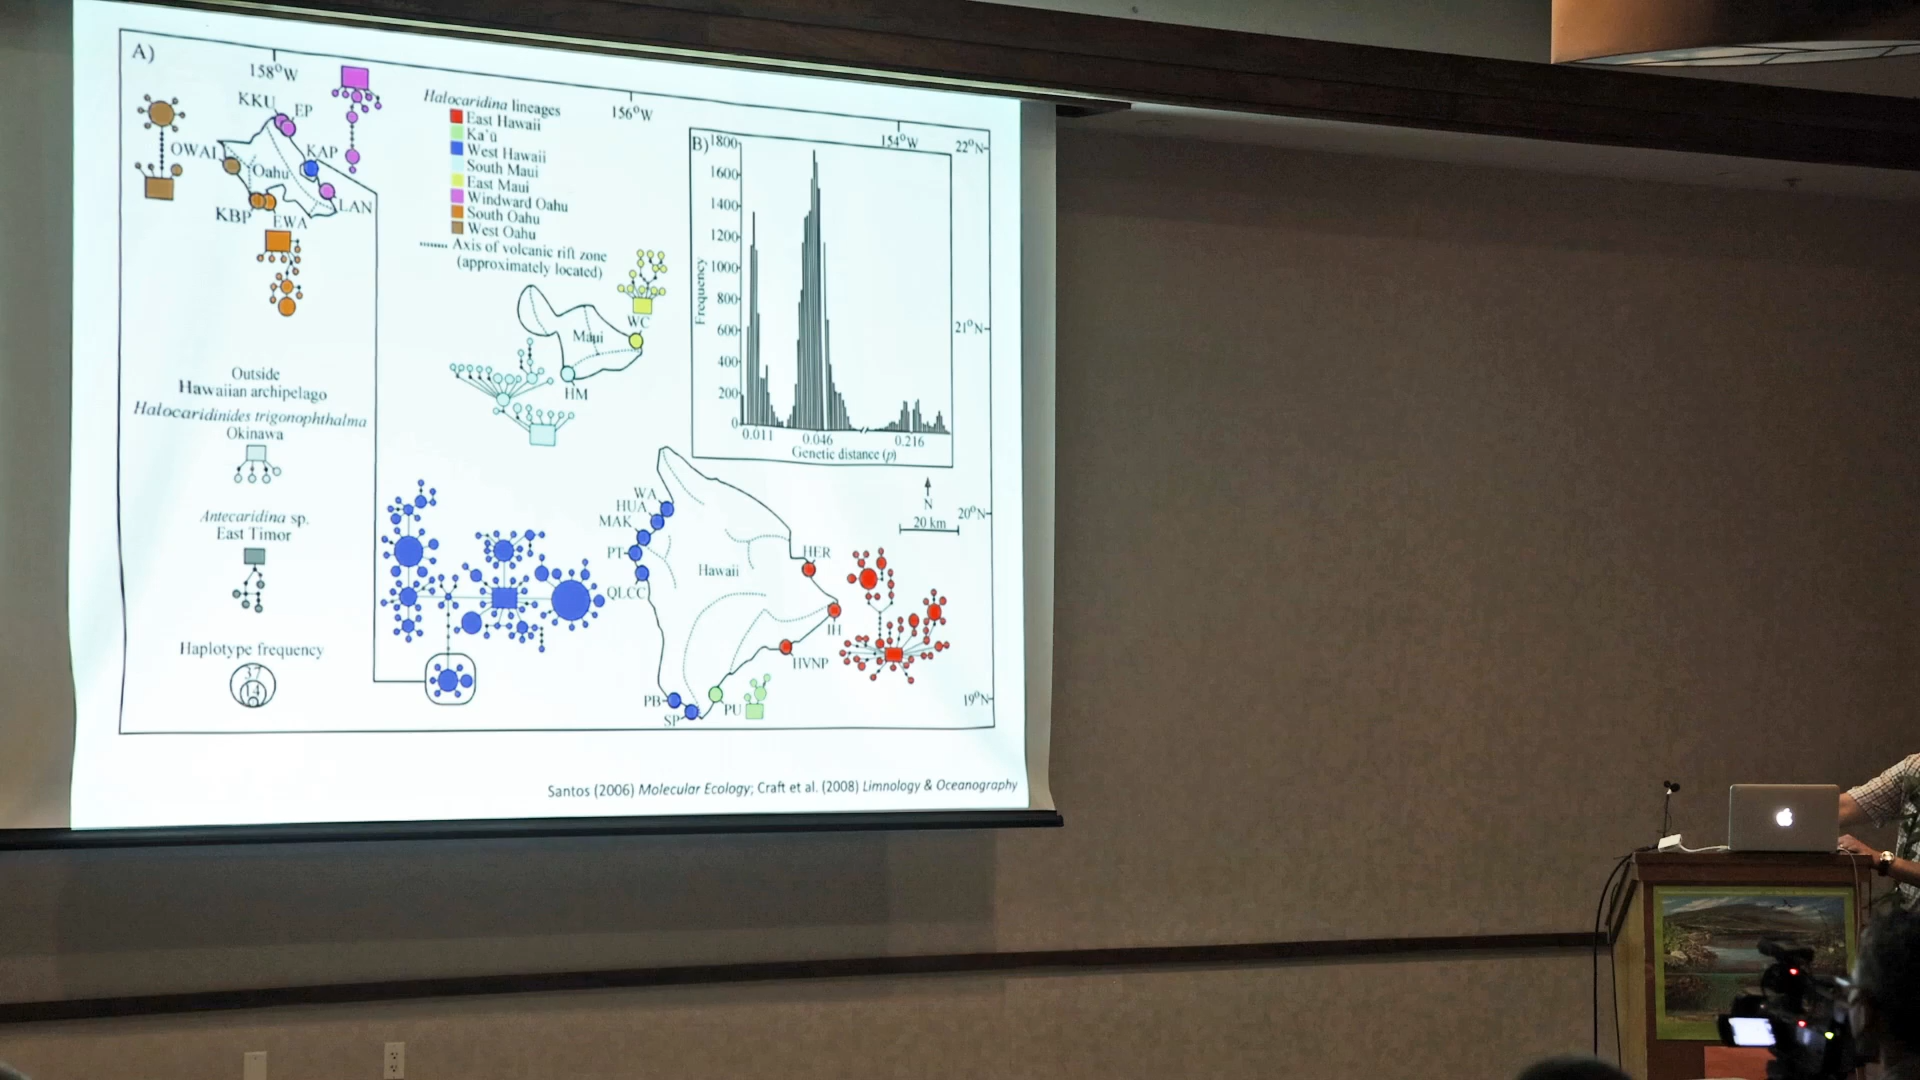 A)
158°W
156°W
154°W
22°N
21°N
20°N
19°N
KKU
EP
OWAI
KAP
Oahu
LAN
KBP
EWA
Halocaridina lineages
East Hawaii
Ka'ū
West Hawaii
South Maui
East Maui
Windward Oahu
South Oahu
West Oahu
Axis of volcanic rift zone
(approximately located)
WC
Maui
HM
B)
1800
1600
1400
1200
1000
800
600
400
200
0
Frequency
0.011
0.046
0.216
Genetic distance (p)
N
20 km
Outside
Hawaiian archipelago
Halocaridinides trigonophthalma
Okinawa
Antecaridina sp.
East Timor
Haplotype frequency
37
14
WA
HUA
MAK
PT
QLCC
Hawaii
HER
IH
HVNP
PB
SP
PU
Santos (2006) Molecular Ecology; Craft et al. (2008) Limnology & Oceanography